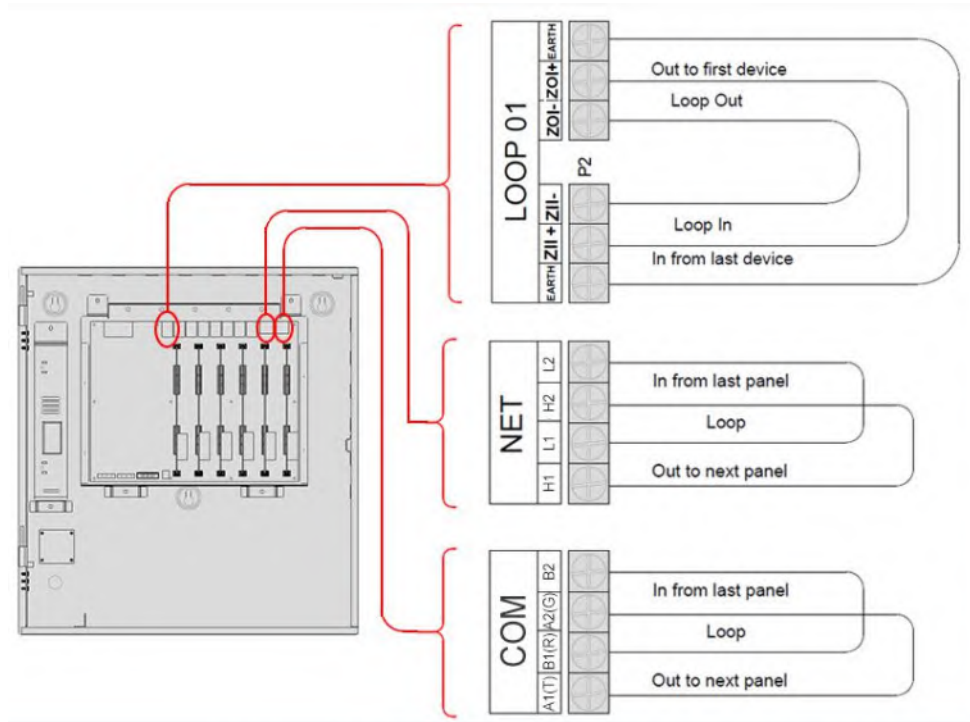 LOOP 01
EARTH
ZOI+
ZOI-
P2
ZII-
ZII +
EARTH
Out to first device
Loop Out
Loop In
In from last device
NET
L2
H2
L1
H1
In from last panel
Loop
Out to next panel
COM
B2
A2(G)
B1(R)
A1(T)
In from last panel
Loop
Out to next panel